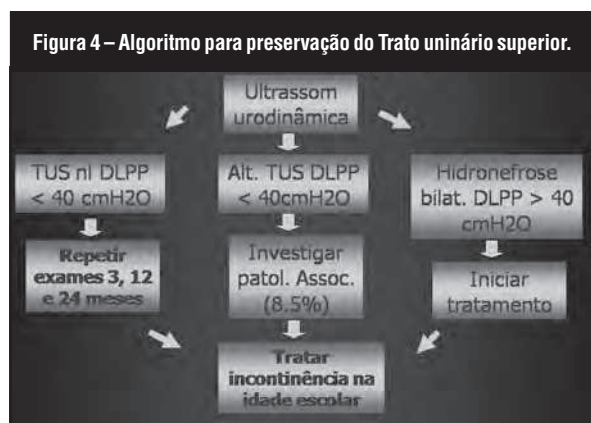 Figura 4 – Algoritmo para preservação do Trato uninário superior.
Ultrassom
urodinâmica
TUS nl DLPP
< 40 cmH2O
Alt. TUS DLPP
< 40cmH2O
Hidronefrose
bilat. DLPP > 40
cmH2O
Repetir
exames 3, 12
e 24 meses
Investigar
patol. Assoc.
(8.5%)
Iniciar
tratamento
Tratar
incontinência na
idade escolar